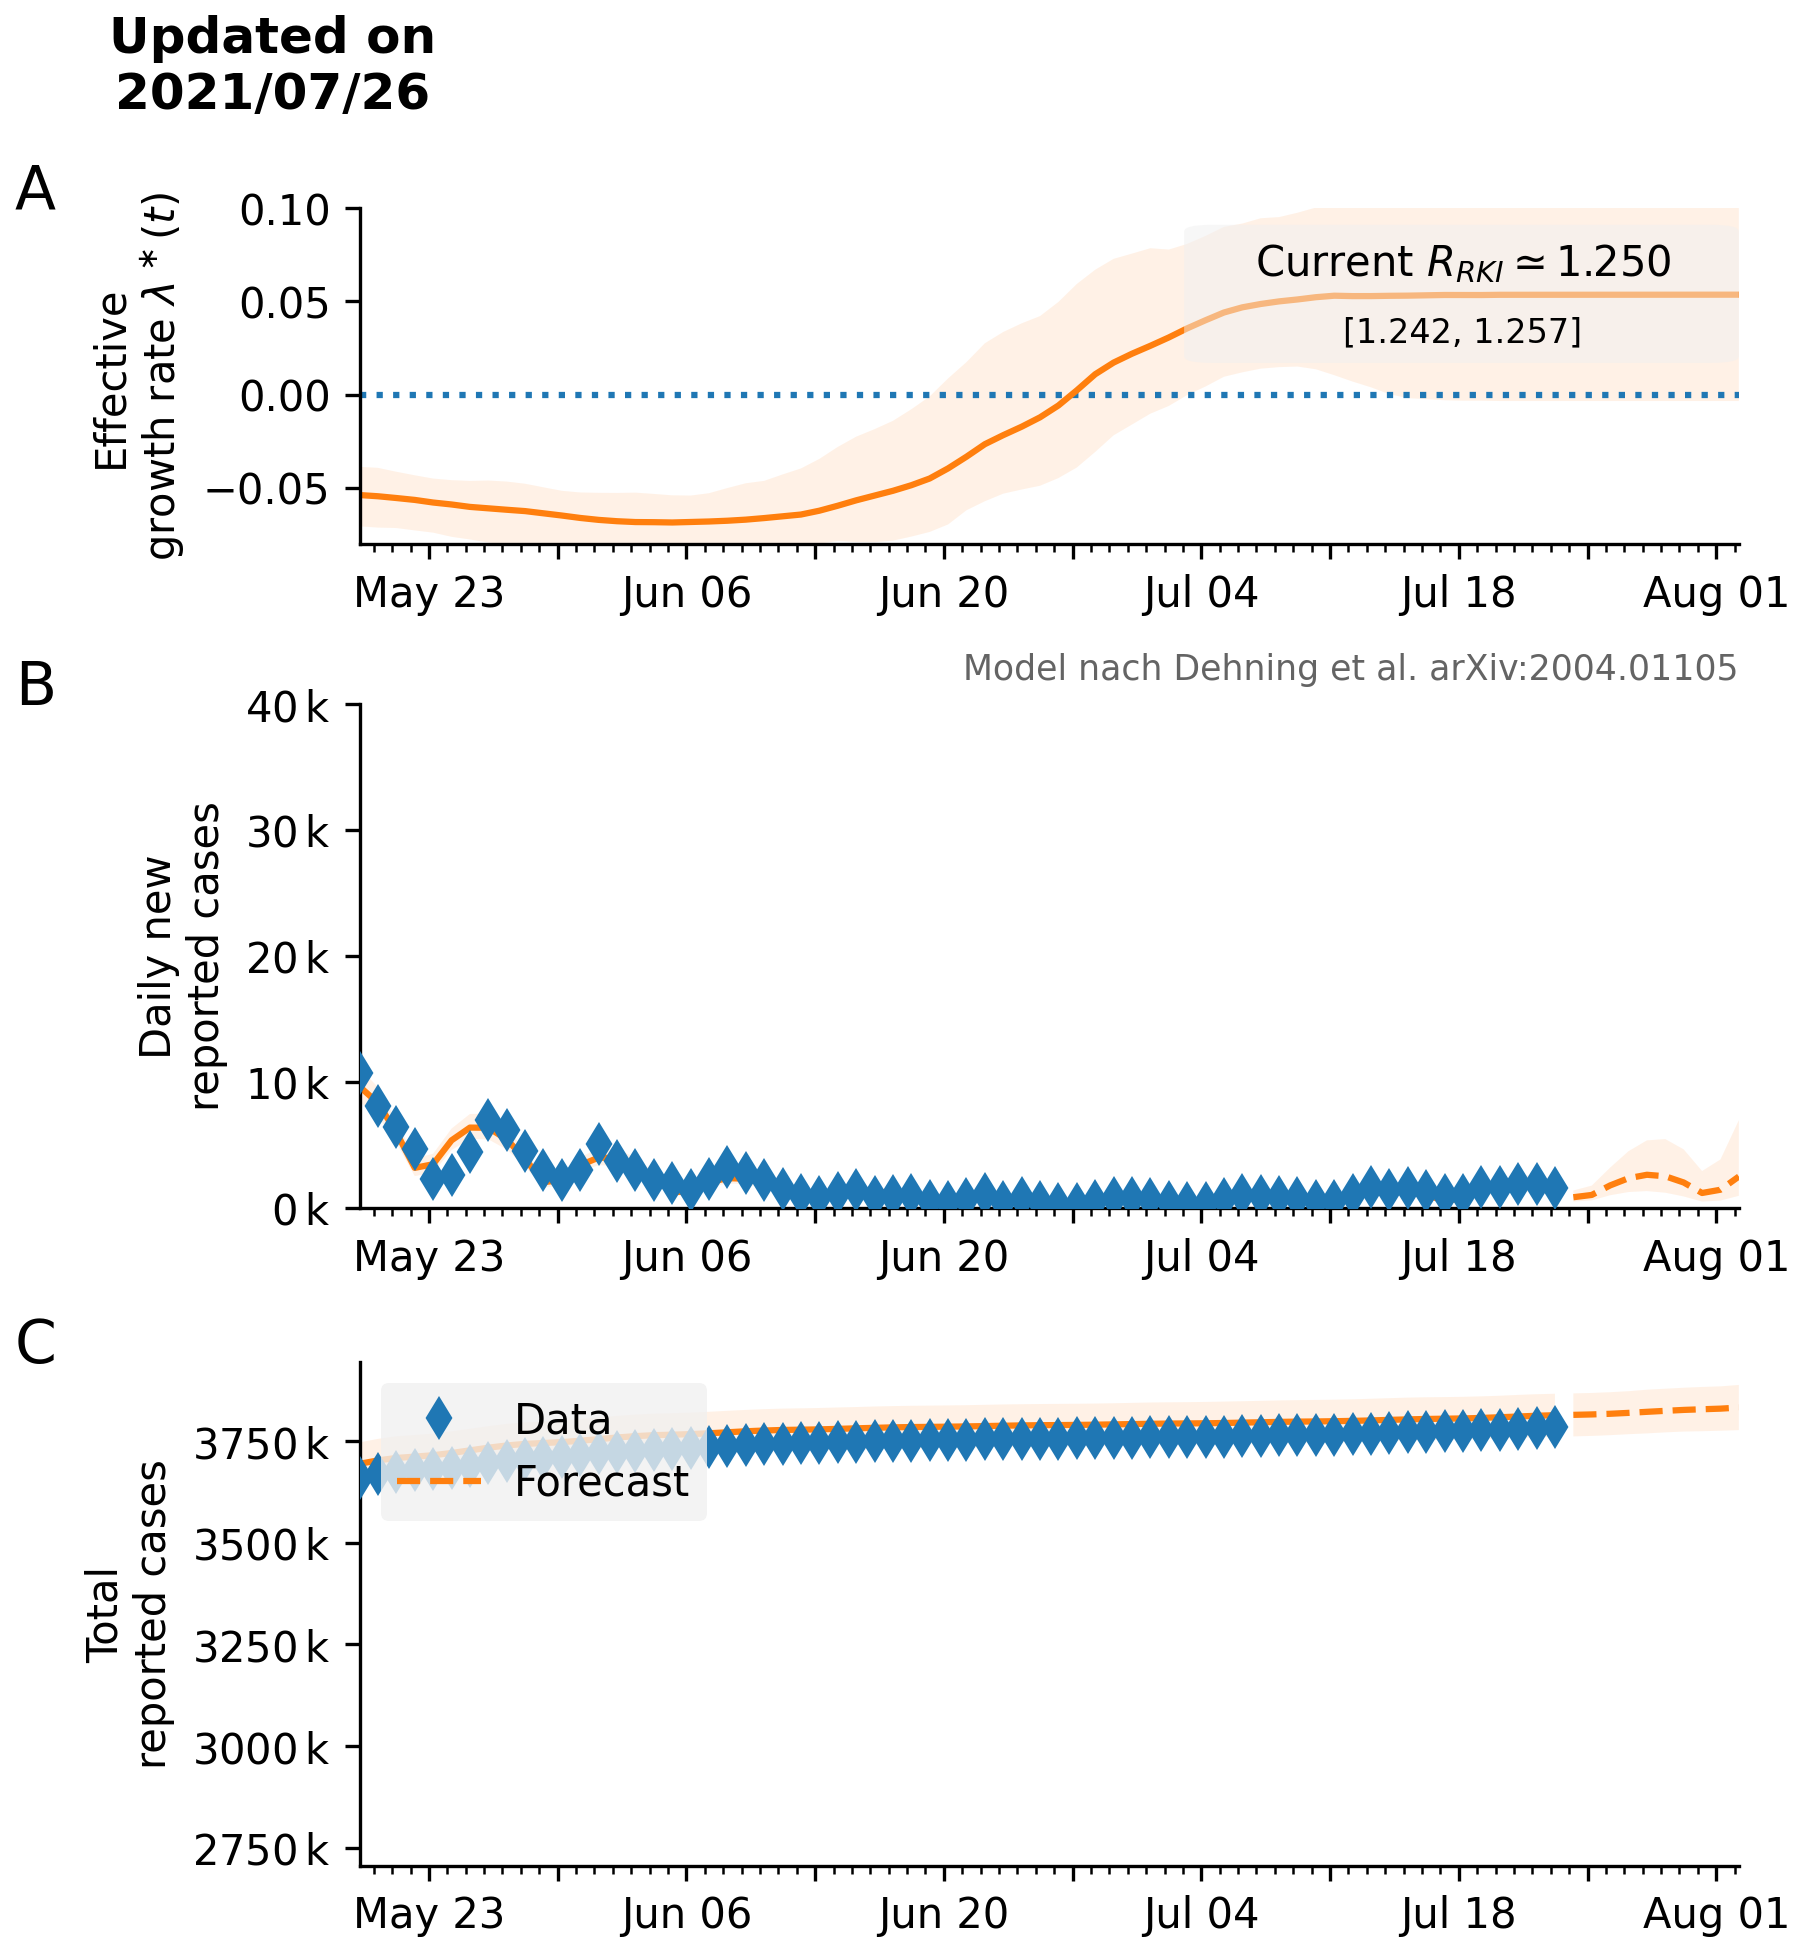 Updated on
2021/07/26
A
Effective
growth rate λ * (t)
0.10
0.05
0.00
−0.05
Current R_RKI ≃ 1.250
[1.242, 1.257]
May 23
Jun 06
Jun 20
Jul 04
Jul 18
Aug 01
Model nach Dehning et al. arXiv:2004.01105
B
Daily new
reported cases
40 k
30 k
20 k
10 k
0 k
May 23
Jun 06
Jun 20
Jul 04
Jul 18
Aug 01
C
Total
reported cases
3750 k
3500 k
3250 k
3000 k
2750 k
Data
Forecast
May 23
Jun 06
Jun 20
Jul 04
Jul 18
Aug 01